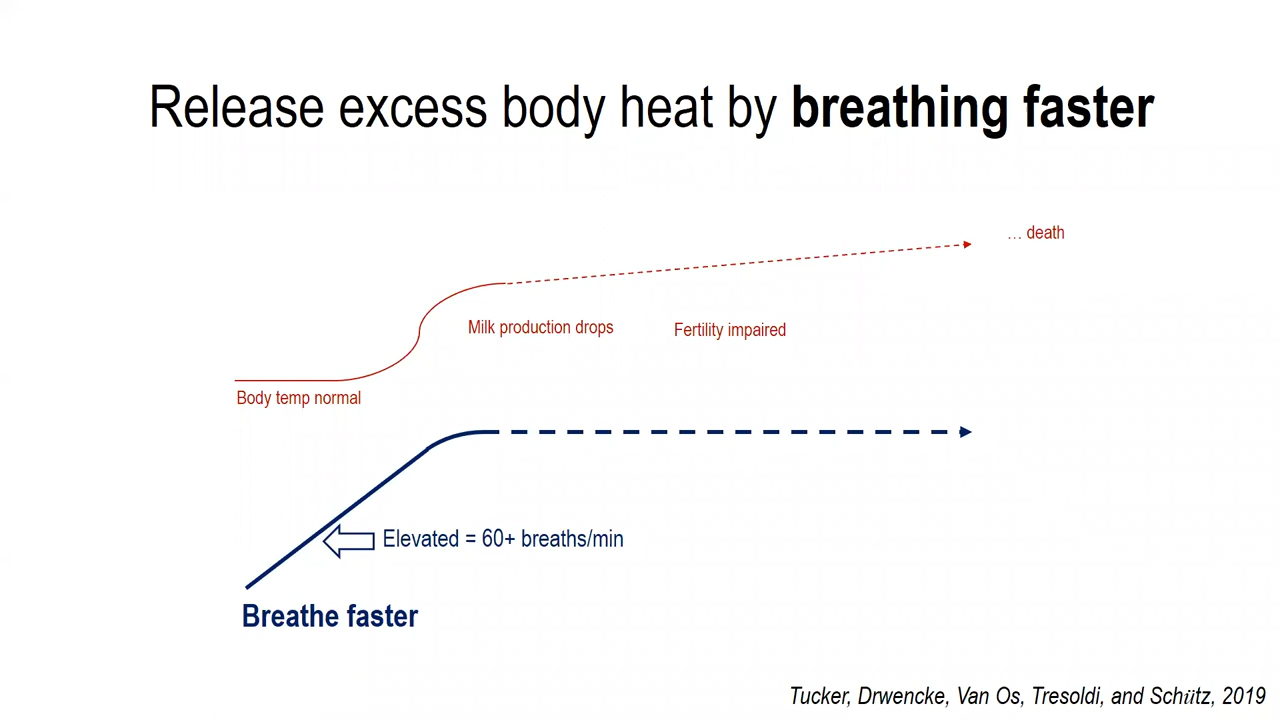 Release excess body heat by breathing faster
… death
Milk production drops
Fertility impaired
Body temp normal
Elevated = 60+ breaths/min
Breathe faster
Tucker, Drwencke, Van Os, Tresoldi, and Schütz, 2019